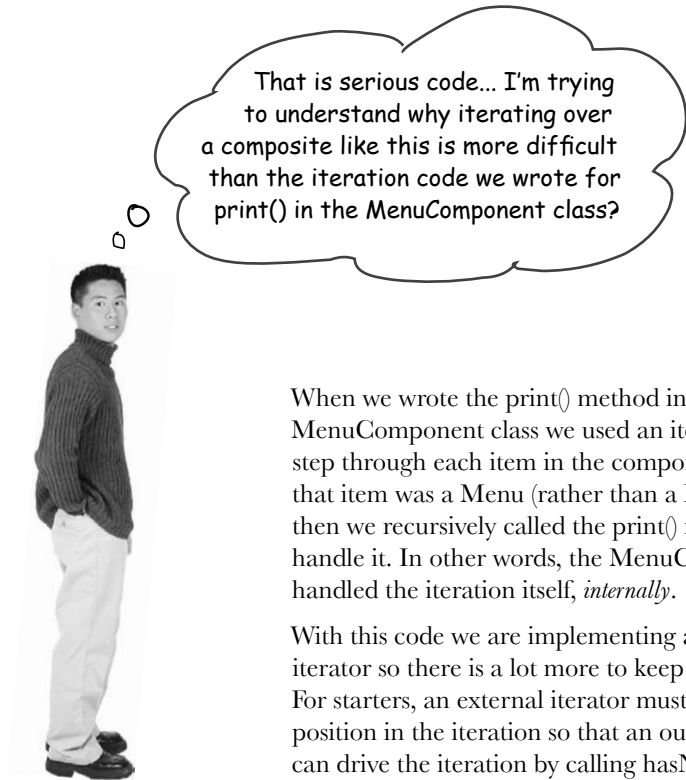 That is serious code... I'm trying
to understand why iterating over
a composite like this is more difficult
than the iteration code we wrote for
print() in the MenuComponent class?
When we wrote the print() method in
MenuComponent class we used an
step through each item in the
that item was a Menu (rather than a
then we recursively called the print()
handle it. In other words, the
handled the iteration itself, internally.
With this code we are implementing
iterator so there is a lot more to keep
For starters, an external iterator must
position in the iteration so that an
can drive the iteration by calling